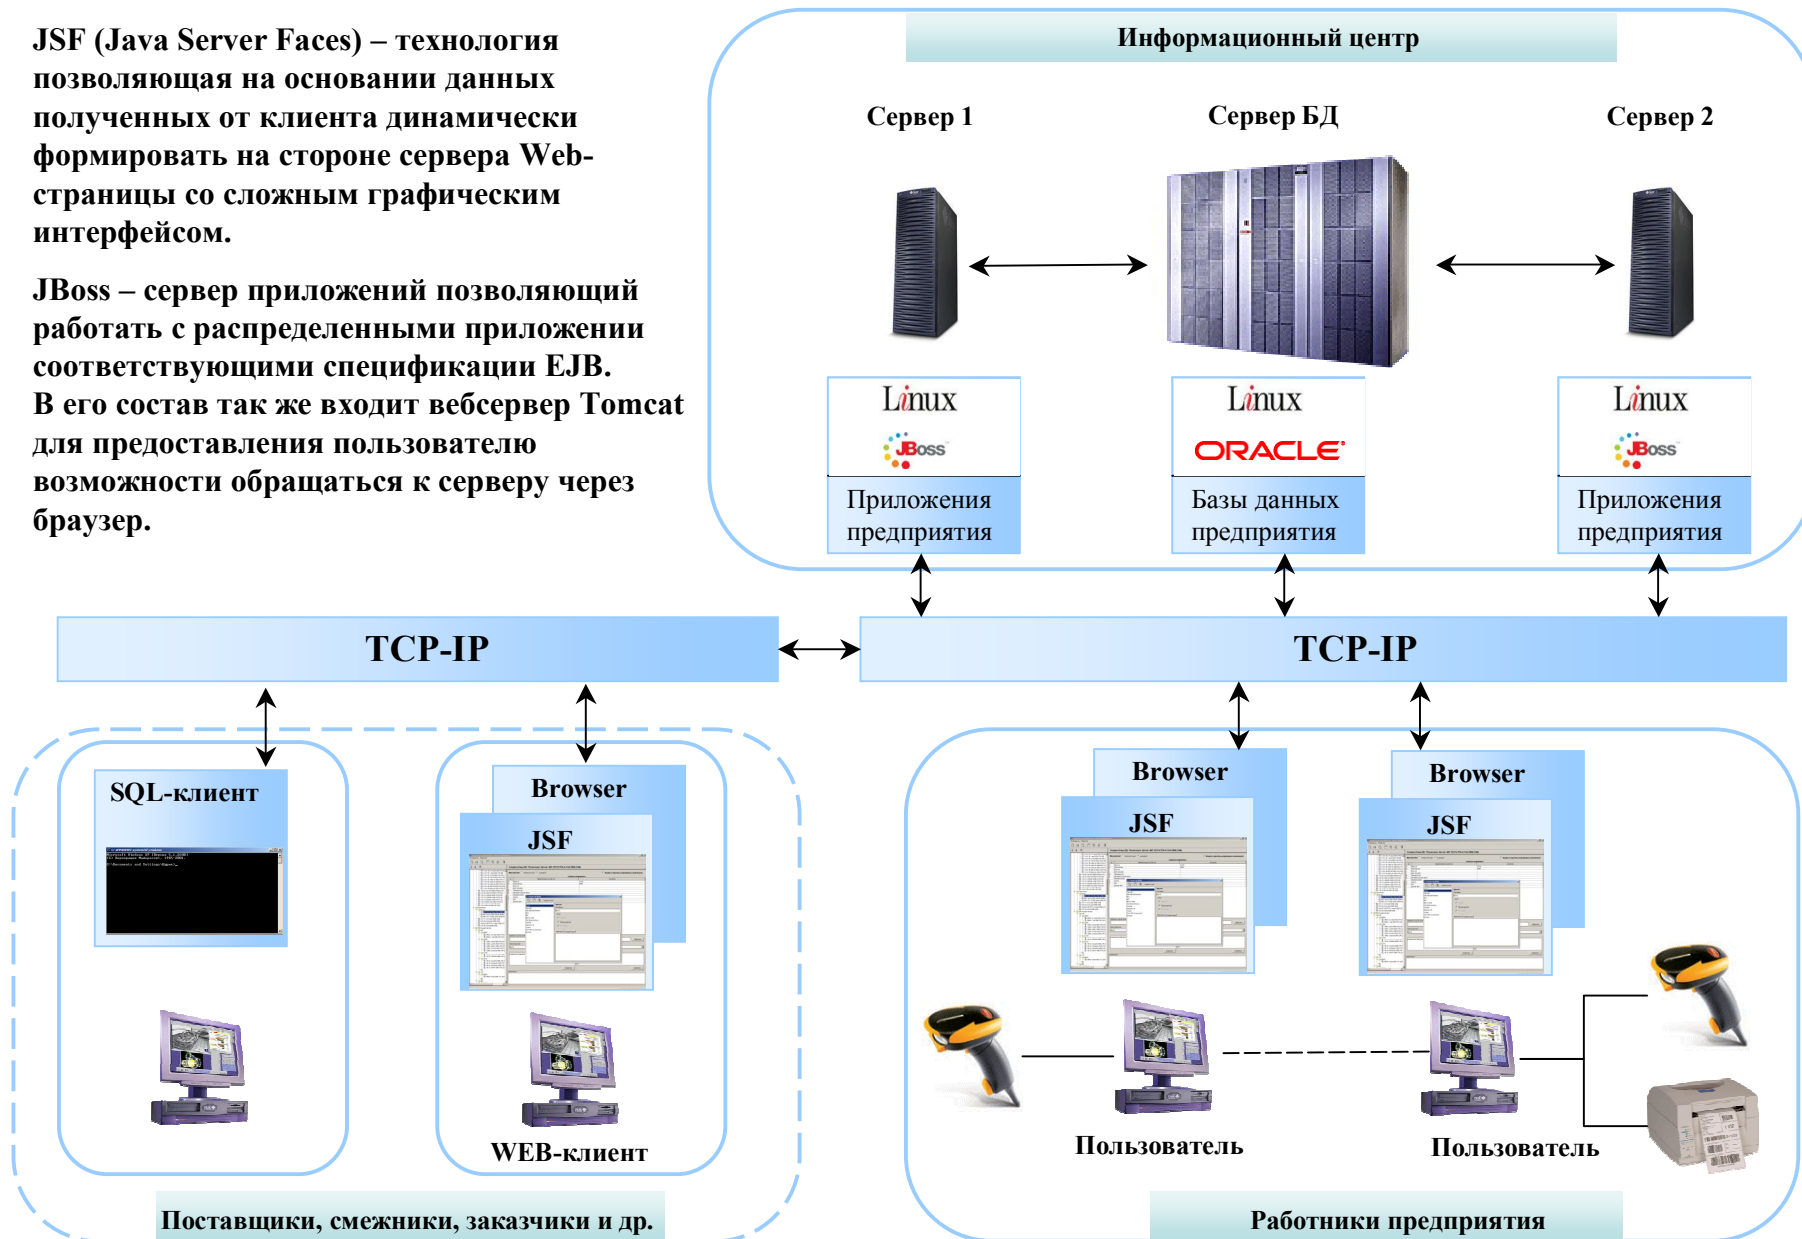 JSF (Java Server Faces) – технология
позволяющая на основании данных
полученных от клиента динамически
формировать на стороне сервера Web-
страницы со сложным графическим
интерфейсом.
JBoss – сервер приложений позволяющий
работать с распределенными приложении
соответствующими спецификации EJB.
В его состав так же входит вебсервер Tomcat
для предоставления пользователю
возможности обращаться к серверу через
браузер.
Информационный центр
Сервер 1
Сервер БД
Сервер 2
Linux
JBoss
Приложения
предприятия
Linux
ORACLE
Базы данных
предприятия
Linux
JBoss
Приложения
предприятия
TCP-IP
TCP-IP
SQL-клиент
Browser
JSF
WEB-клиент
Поставщики, смежники, заказчики и др.
Browser
JSF
Browser
JSF
Пользователь
Пользователь
Работники предприятия